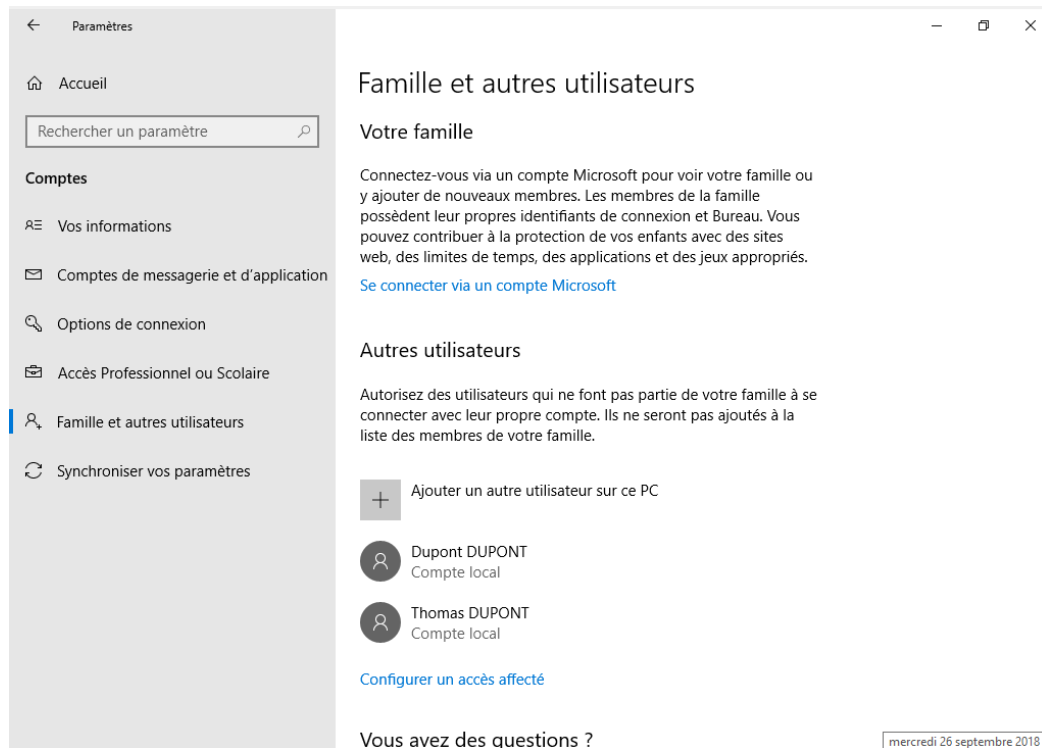 Paramètres
Accueil
Rechercher un paramètre
Comptes
Vos informations
Comptes de messagerie et d'application
Options de connexion
Accès Professionnel ou Scolaire
Famille et autres utilisateurs
Synchroniser vos paramètres
Famille et autres utilisateurs
Votre famille
Connectez-vous via un compte Microsoft pour voir votre famille ou
y ajouter de nouveaux membres. Les membres de la famille
possèdent leur propres identifiants de connexion et Bureau. Vous
pouvez contribuer à la protection de vos enfants avec des sites
web, des limites de temps, des applications et des jeux appropriés.
Se connecter via un compte Microsoft
Autres utilisateurs
Autorisez des utilisateurs qui ne font pas partie de votre famille à se
connecter avec leur propre compte. Ils ne seront pas ajoutés à la
liste des membres de votre famille.
Ajouter un autre utilisateur sur ce PC
Dupont DUPONT
Compte local
Thomas DUPONT
Compte local
Configurer un accès affecté
Vous avez des questions ?
mercredi 26 septembre 2018